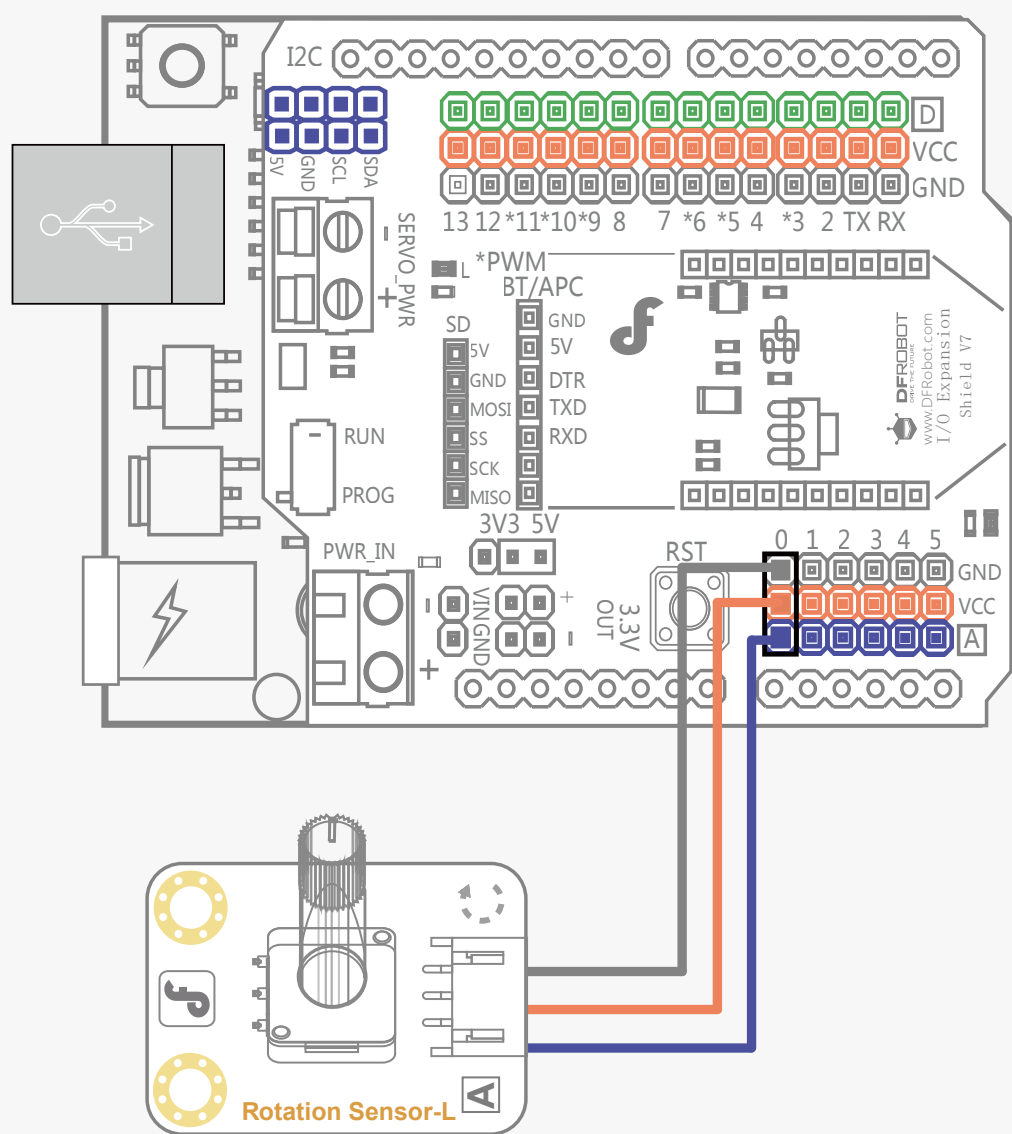 I2C
D
VCC
GND
5V
GND
SCL
SDA
13 12 *11 *10 *9 8 7 *6 *5 4 *3 2 TX RX
SERVO_PWR
-
+
L
*PWM
BT/APC
GND
5V
DTR
TXD
RXD
SD
5V
GND
MOSI
SS
SCK
MISO
DFROBOT
DRIVE THE FUTURE
www.DFRobot.com
I/O Expansion
Shield V7
- RUN
PROG
3V3 5V
PWR_IN
-
+
VIN
GND
+
-
RST
3.3V
OUT
0 1 2 3 4 5
GND
VCC
A
Rotation Sensor-L
A